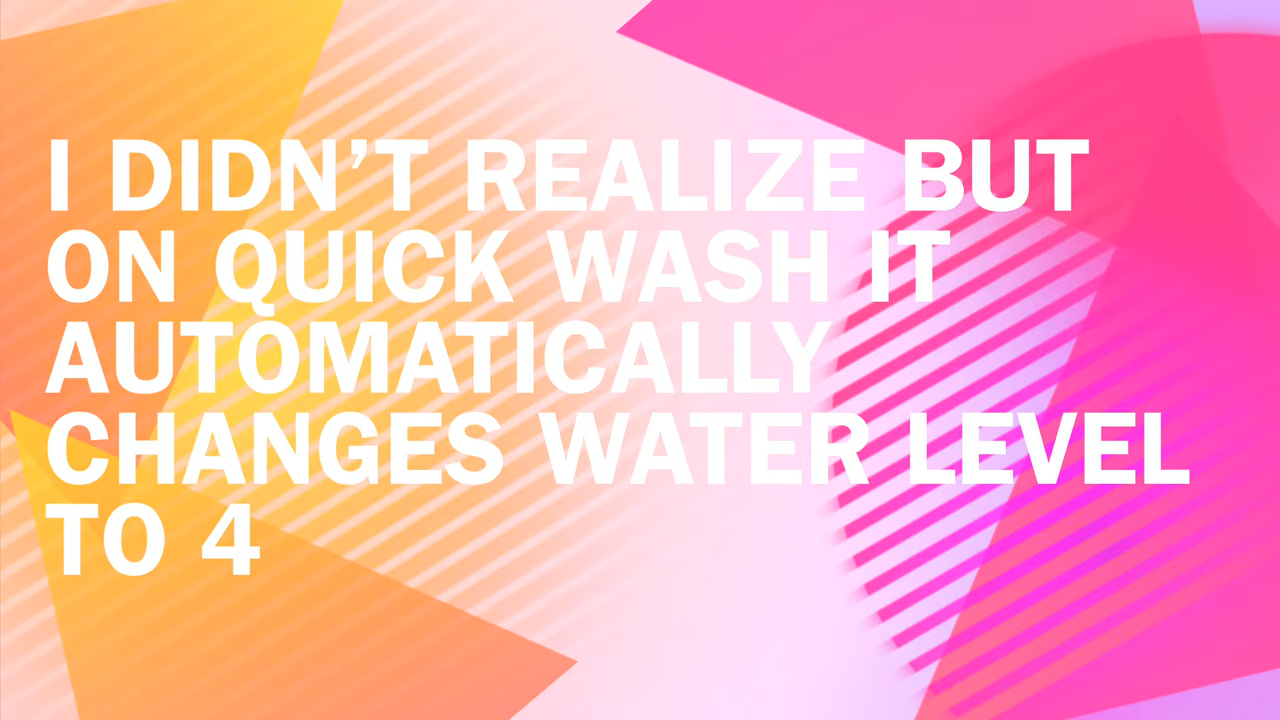 I DIDN’T REALIZE BUT
ON QUICK WASH IT
AUTOMATICALLY
CHANGES WATER LEVEL
TO 4